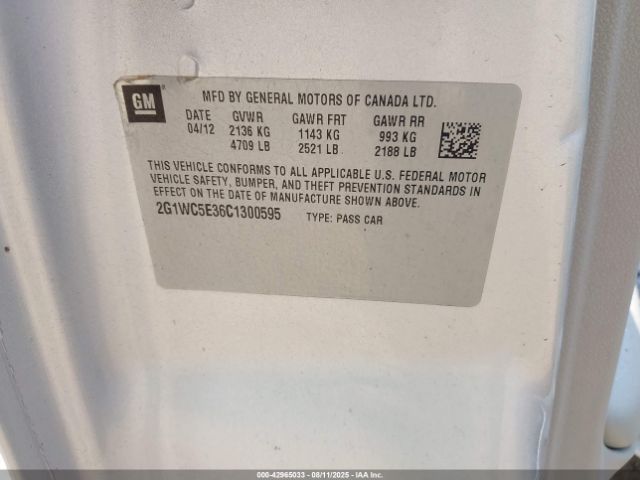 GM
MFD BY GENERAL MOTORS OF CANADA LTD.
DATE GVWR GAWR FRT GAWR RR
04/12 2136 KG 1143 KG 993 KG
4709 LB 2521 LB 2188 LB
THIS VEHICLE CONFORMS TO ALL APPLICABLE U.S. FEDERAL MOTOR
VEHICLE SAFETY, BUMPER, AND THEFT PREVENTION STANDARDS IN
EFFECT ON THE DATE OF MANUFACTURE SHOWN ABOVE.
2G1WC5E36C1300595 TYPE: PASS CAR
000-42965033 - 08/11/2025 - IAA Inc.